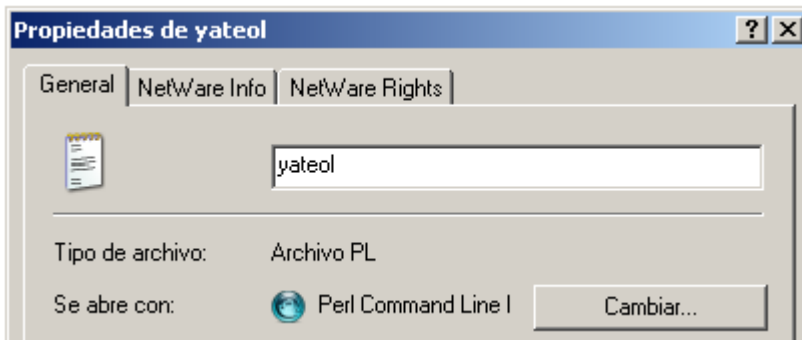 Propiedades de yateol
General NetWare Info NetWare Rights
yateol
Tipo de archivo: Archivo PL
Se abre con: Perl Command Line I Cambiar...